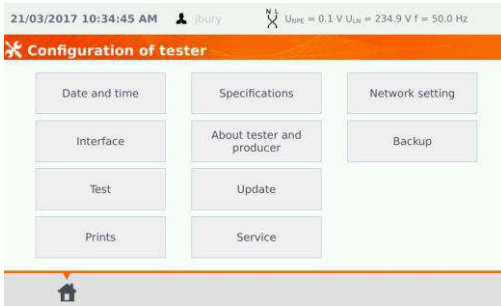 21/03/2017 10:34:45 AM jbury N L U_NPE = 0.1 V U_LN = 234.9 V f = 50.0 Hz
Configuration of tester
Date and time Specifications Network setting
Interface About tester and producer Backup
Test Update
Prints Service